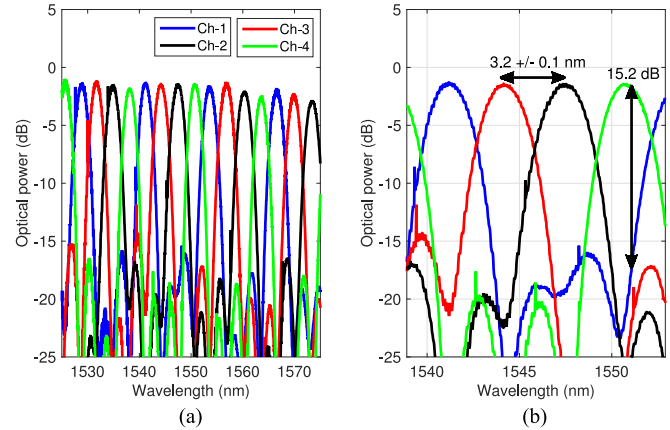 Ch-1
Ch-3
Ch-2
Ch-4
0
-5
-10
-15
-20
-25
Optical power (dB)
1530
1540
1550
1560
1570
Wavelength (nm)
(a)
3.2 +/- 0.1 nm
15.2 dB
0
-5
-10
-15
-20
-25
Optical power (dB)
1540
1545
1550
Wavelength (nm)
(b)